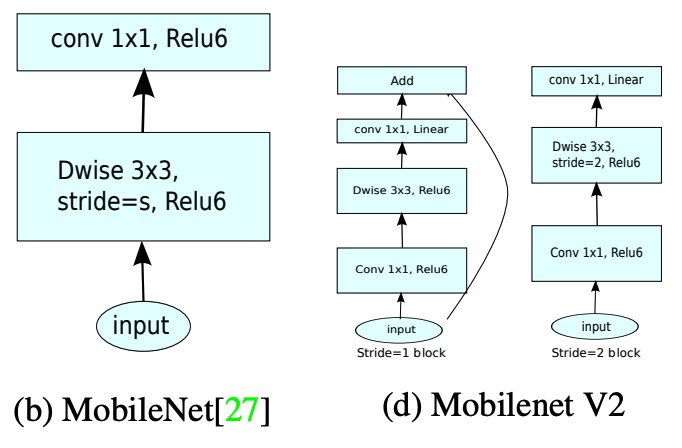 conv 1x1, Relu6
Dwise 3x3,
stride=s, Relu6
input
(b) MobileNet[27]
Add
conv 1x1, Linear
Dwise 3x3, Relu6
Conv 1x1, Relu6
input
Stride=1 block
conv 1x1, Linear
Dwise 3x3,
stride=2, Relu6
Conv 1x1, Relu6
input
Stride=2 block
(d) Mobilenet V2